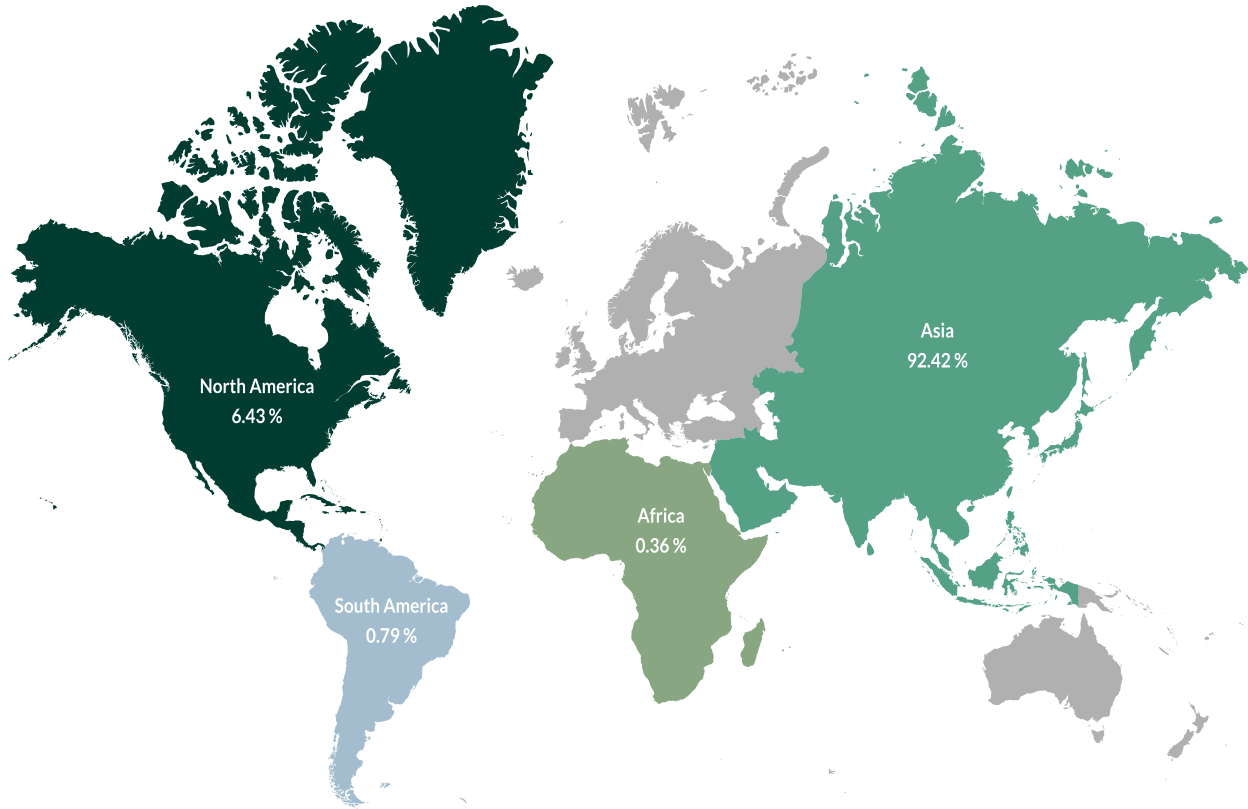 Asia
92.42 %
North America
6.43 %
Africa
0.36 %
South America
0.79 %